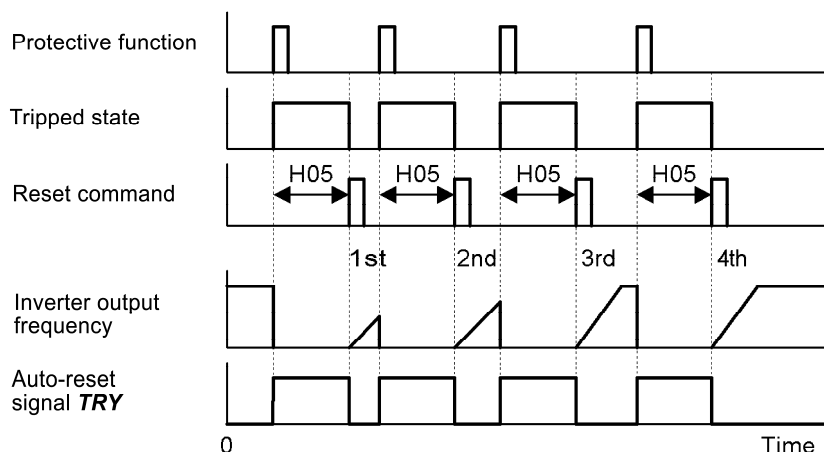 Protective function
Tripped state
Reset command
H05 H05 H05 H05
1st 2nd 3rd 4th
Inverter output
frequency
Auto-reset
signal TRY
0 Time